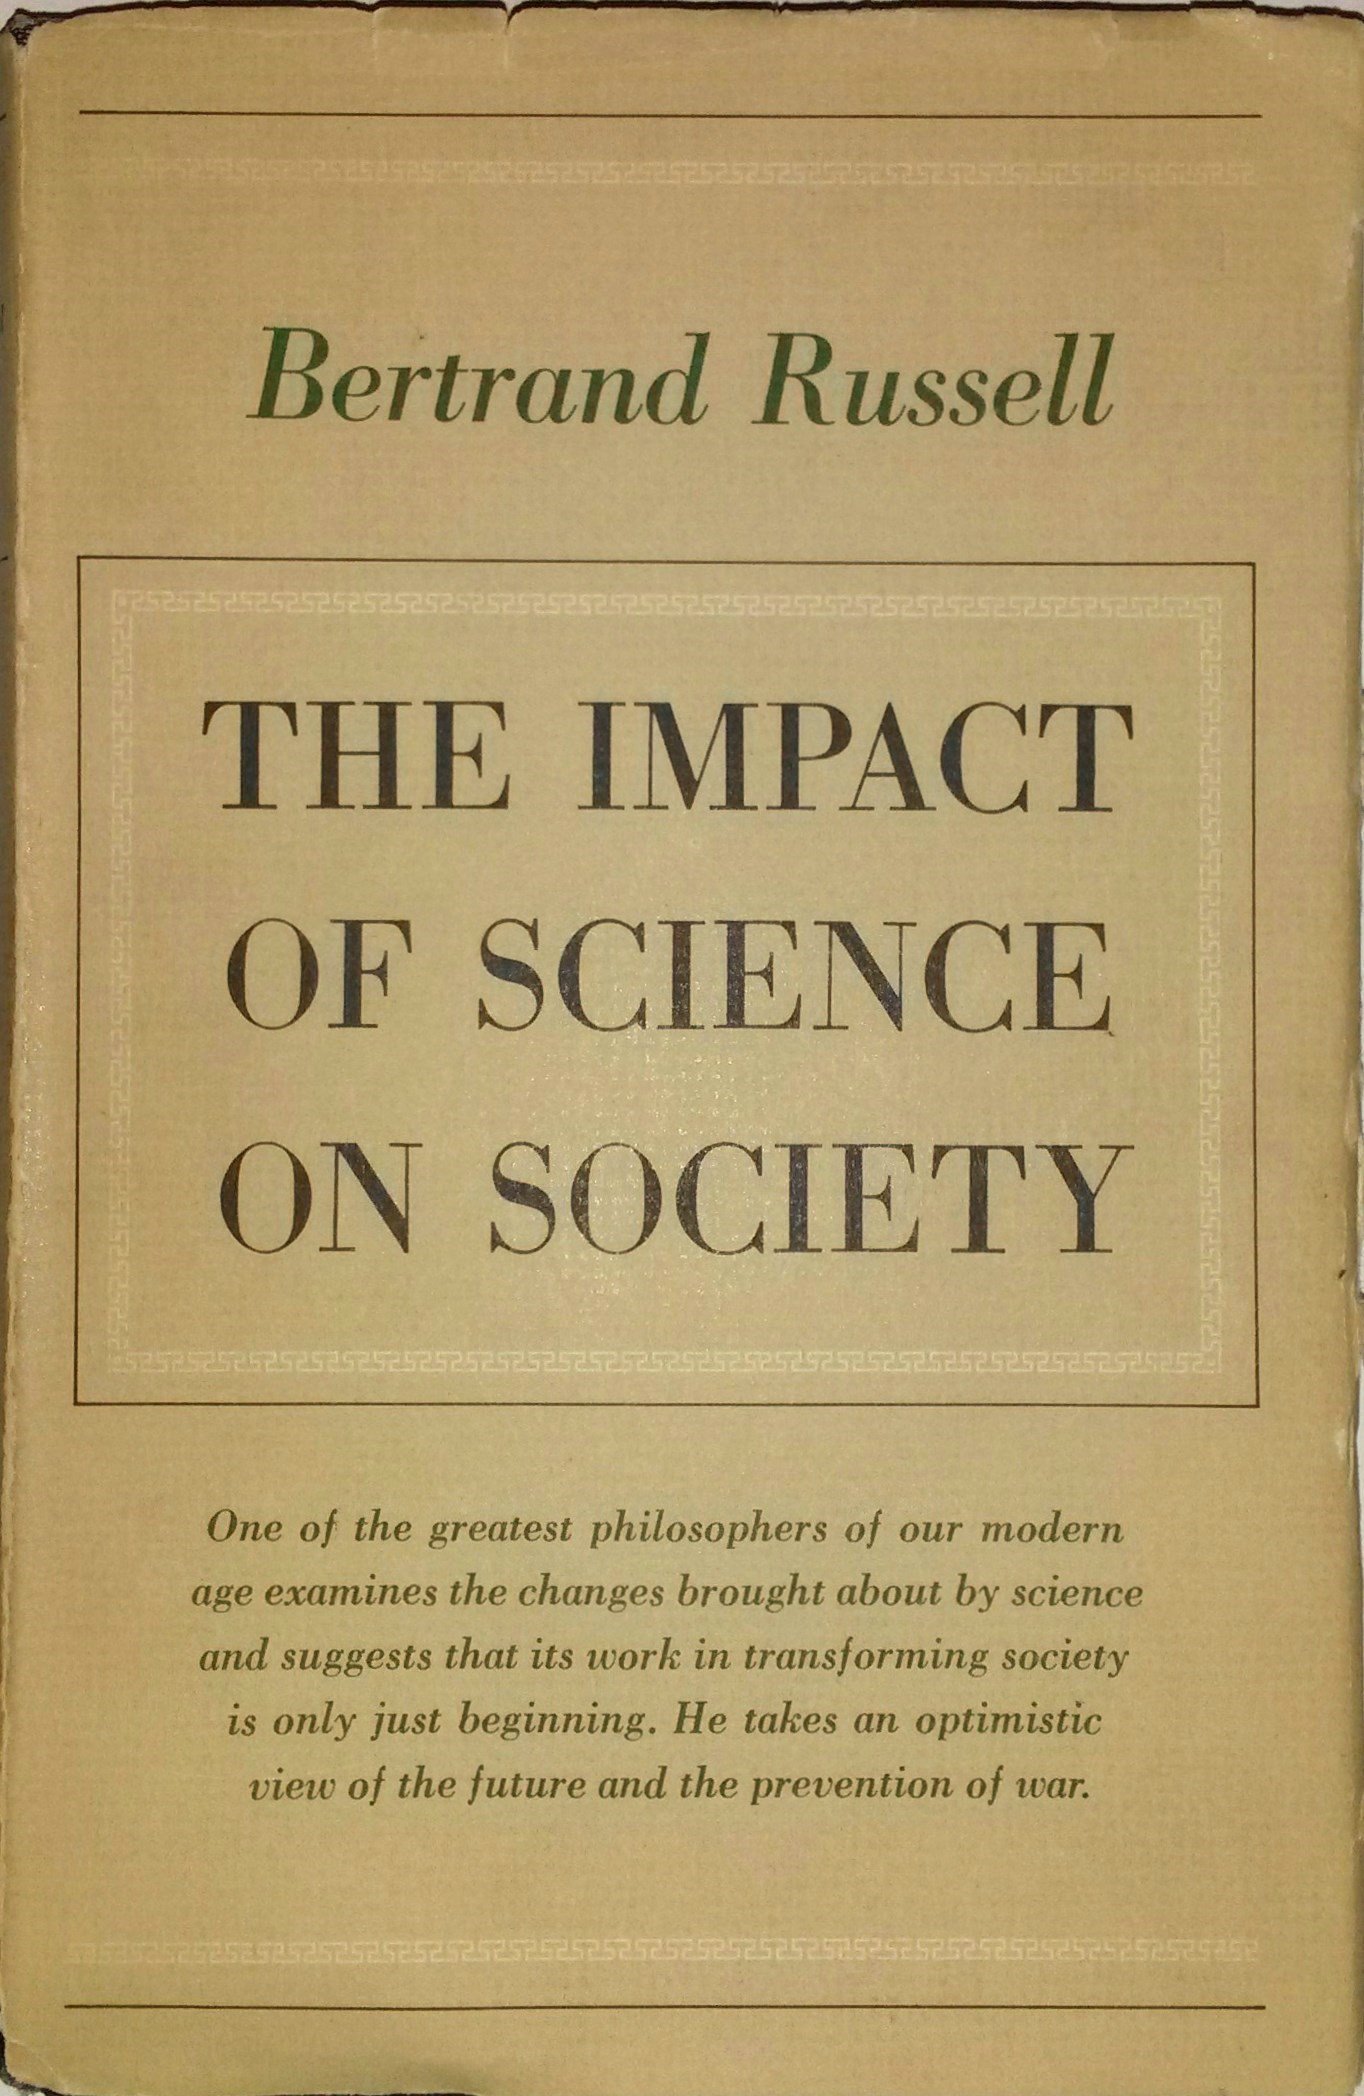 Bertrand Russell
THE IMPACT
OF SCIENCE
ON SOCIETY
One of the greatest philosophers of our modern
age examines the changes brought about by science
and suggests that its work in transforming society
is only just beginning. He takes an optimistic
view of the future and the prevention of war.